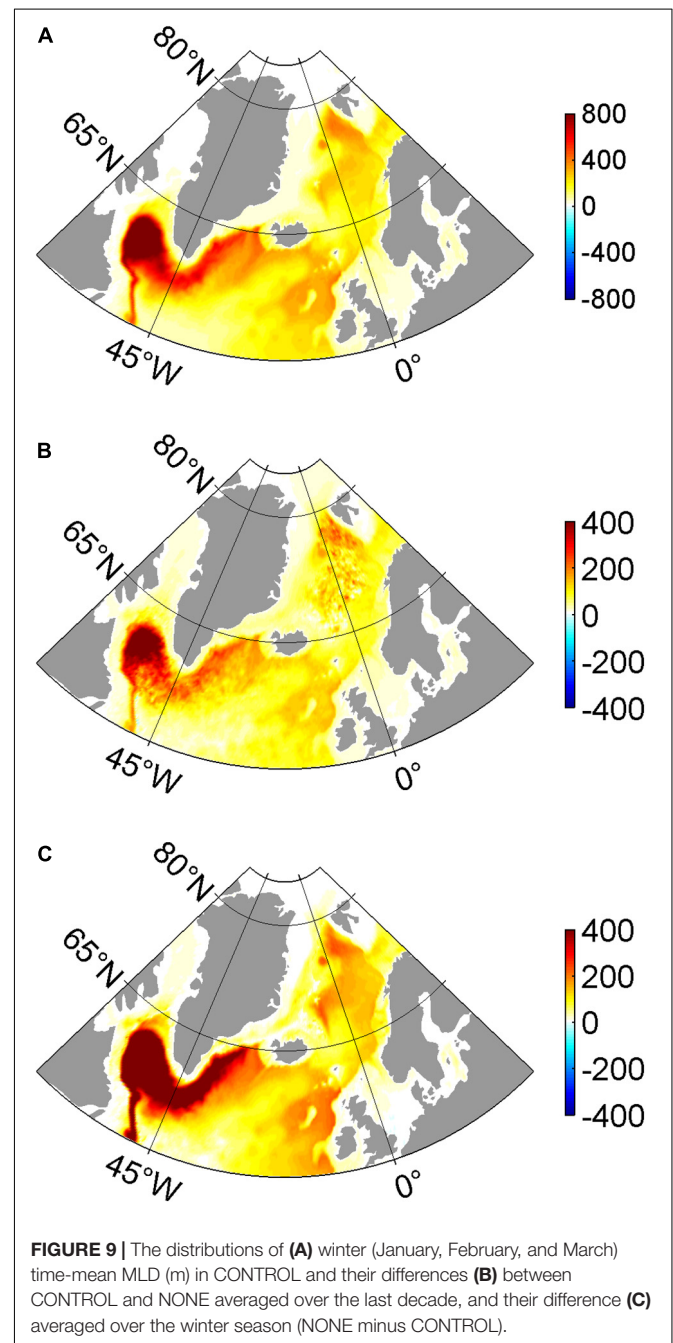 A
80°N
65°N
45°W
0°
800
400
0
-400
-800
B
80°N
65°N
45°W
0°
400
200
0
-200
-400
C
80°N
65°N
45°W
0°
400
200
0
-200
-400
FIGURE 9 | The distributions of (A) winter (January, February, and March)
time-mean MLD (m) in CONTROL and their differences (B) between
CONTROL and NONE averaged over the last decade, and their difference (C)
averaged over the winter season (NONE minus CONTROL).